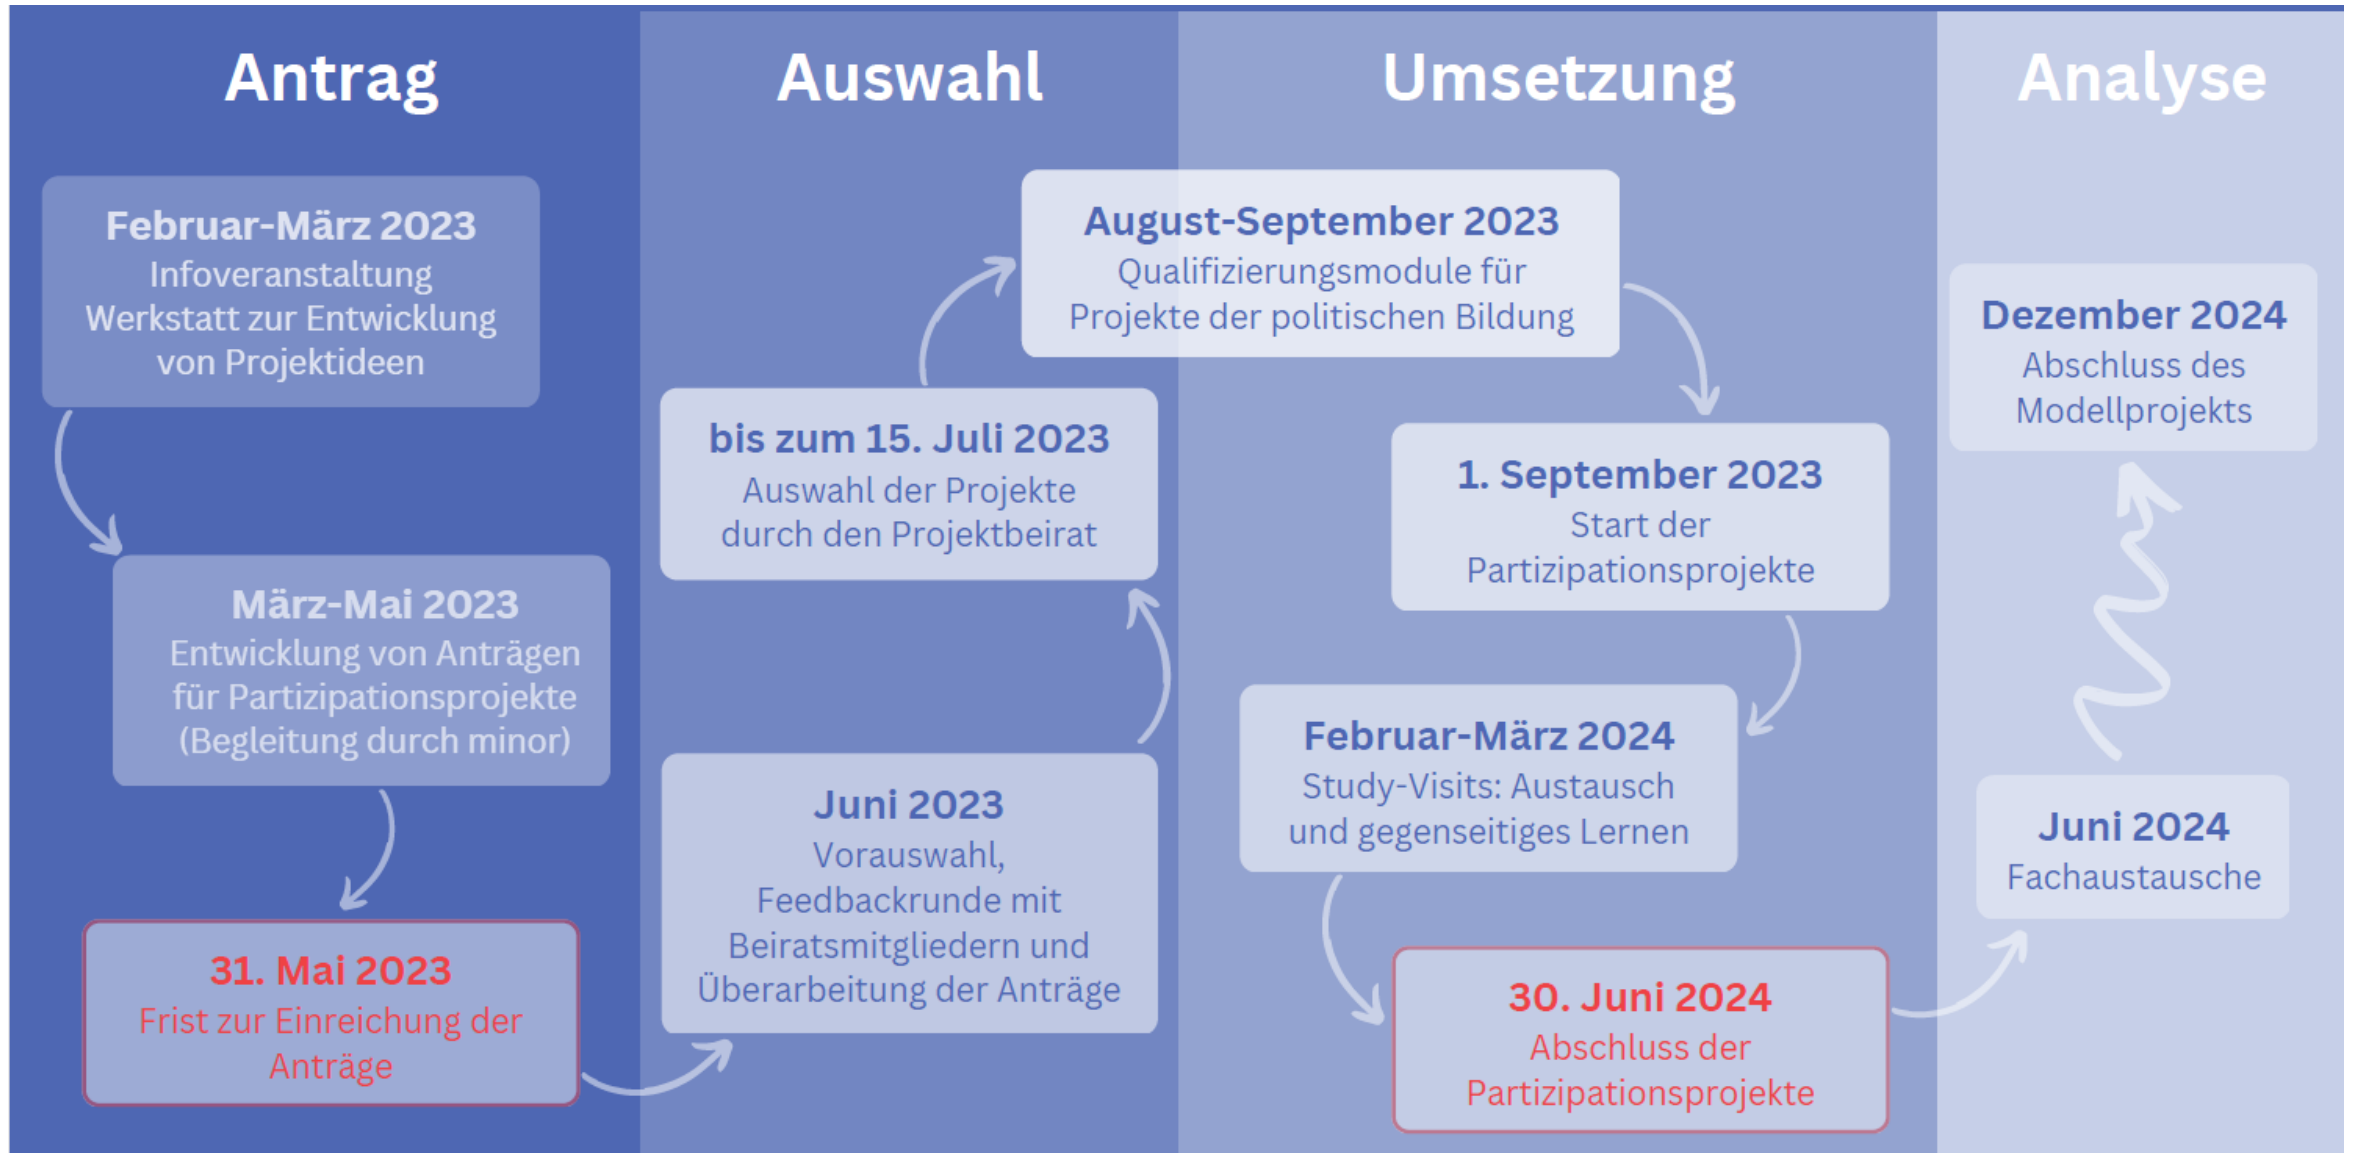 Antrag
Februar-März 2023
Infoveranstaltung
Werkstatt zur Entwicklung
von Projektideen
März-Mai 2023
Entwicklung von Anträgen
für Partizipationsprojekte
(Begleitung durch minor)
31. Mai 2023
Frist zur Einreichung der
Anträge
Auswahl
Juni 2023
Vorauswahl,
Feedbackrunde mit
Beiratsmitgliedern und
Überarbeitung der Anträge
bis zum 15. Juli 2023
Auswahl der Projekte
durch den Projektbeirat
August-September 2023
Qualifizierungsmodule für
Projekte der politischen Bildung
Umsetzung
1. September 2023
Start der
Partizipationsprojekte
Februar-März 2024
Study-Visits: Austausch
und gegenseitiges Lernen
30. Juni 2024
Abschluss der
Partizipationsprojekte
Analyse
Juni 2024
Fachaustausche
Dezember 2024
Abschluss des
Modellprojekts